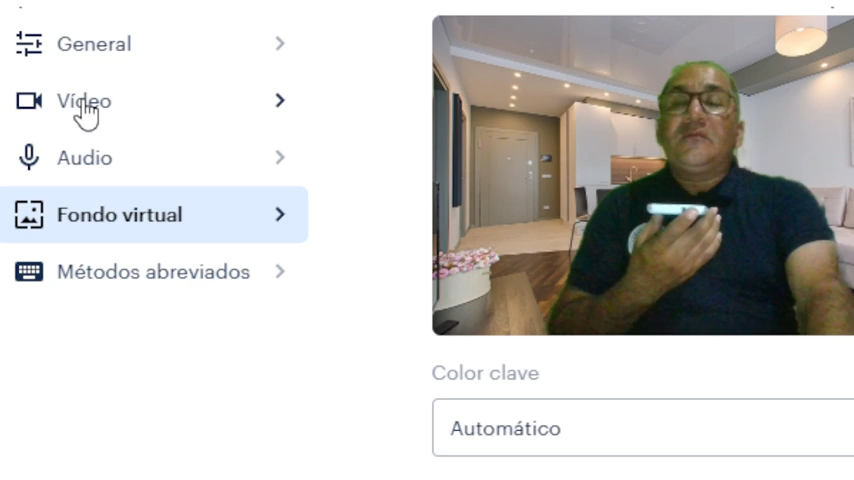 General
Vídeo
Audio
Fondo virtual
Métodos abreviados
Color clave
Automático